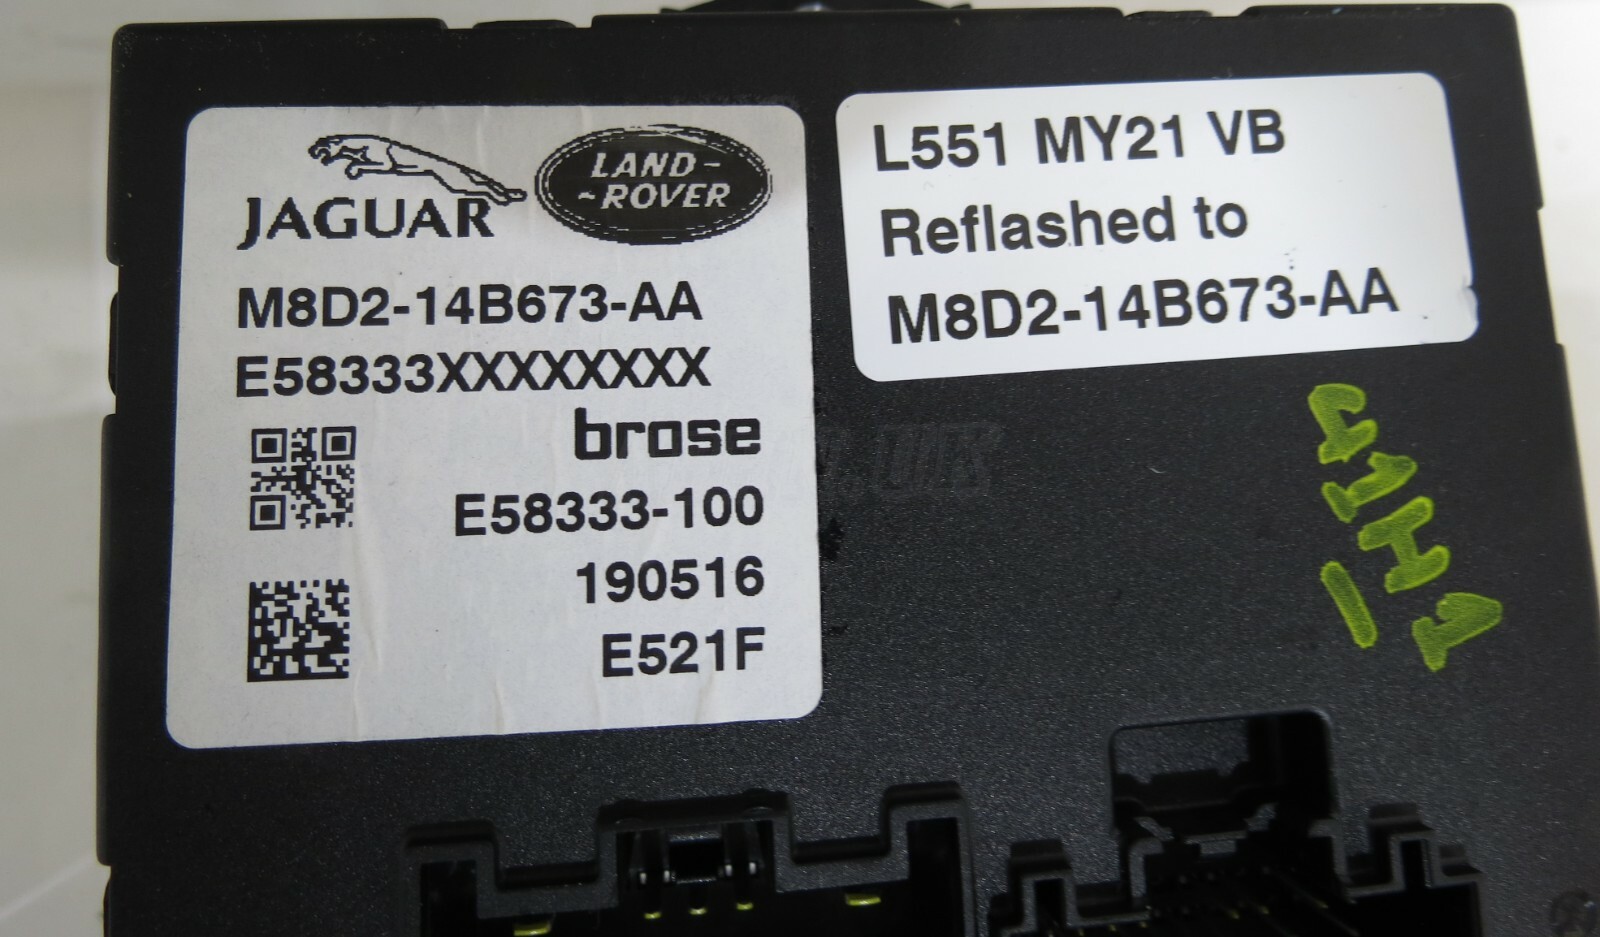 JAGUAR
LAND-
-ROVER
M8D2-14B673-AA
E58333XXXXXXXX
brose
E58333-100
190516
E521F
L551 MY21 VB
Reflashed to
M8D2-14B673-AA